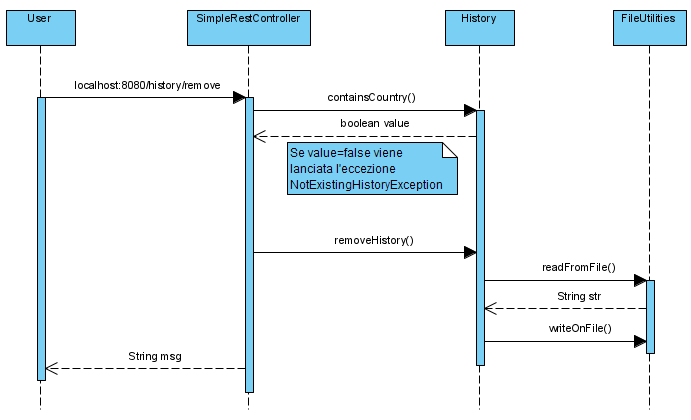 User
SimpleRestController
History
FileUtilities
localhost:8080/history/remove
containsCountry()
boolean value
Se value=false viene
lanciata l'eccezione
NotExistingHistoryException
removeHistory()
readFromFile()
String str
writeOnFile()
String msg